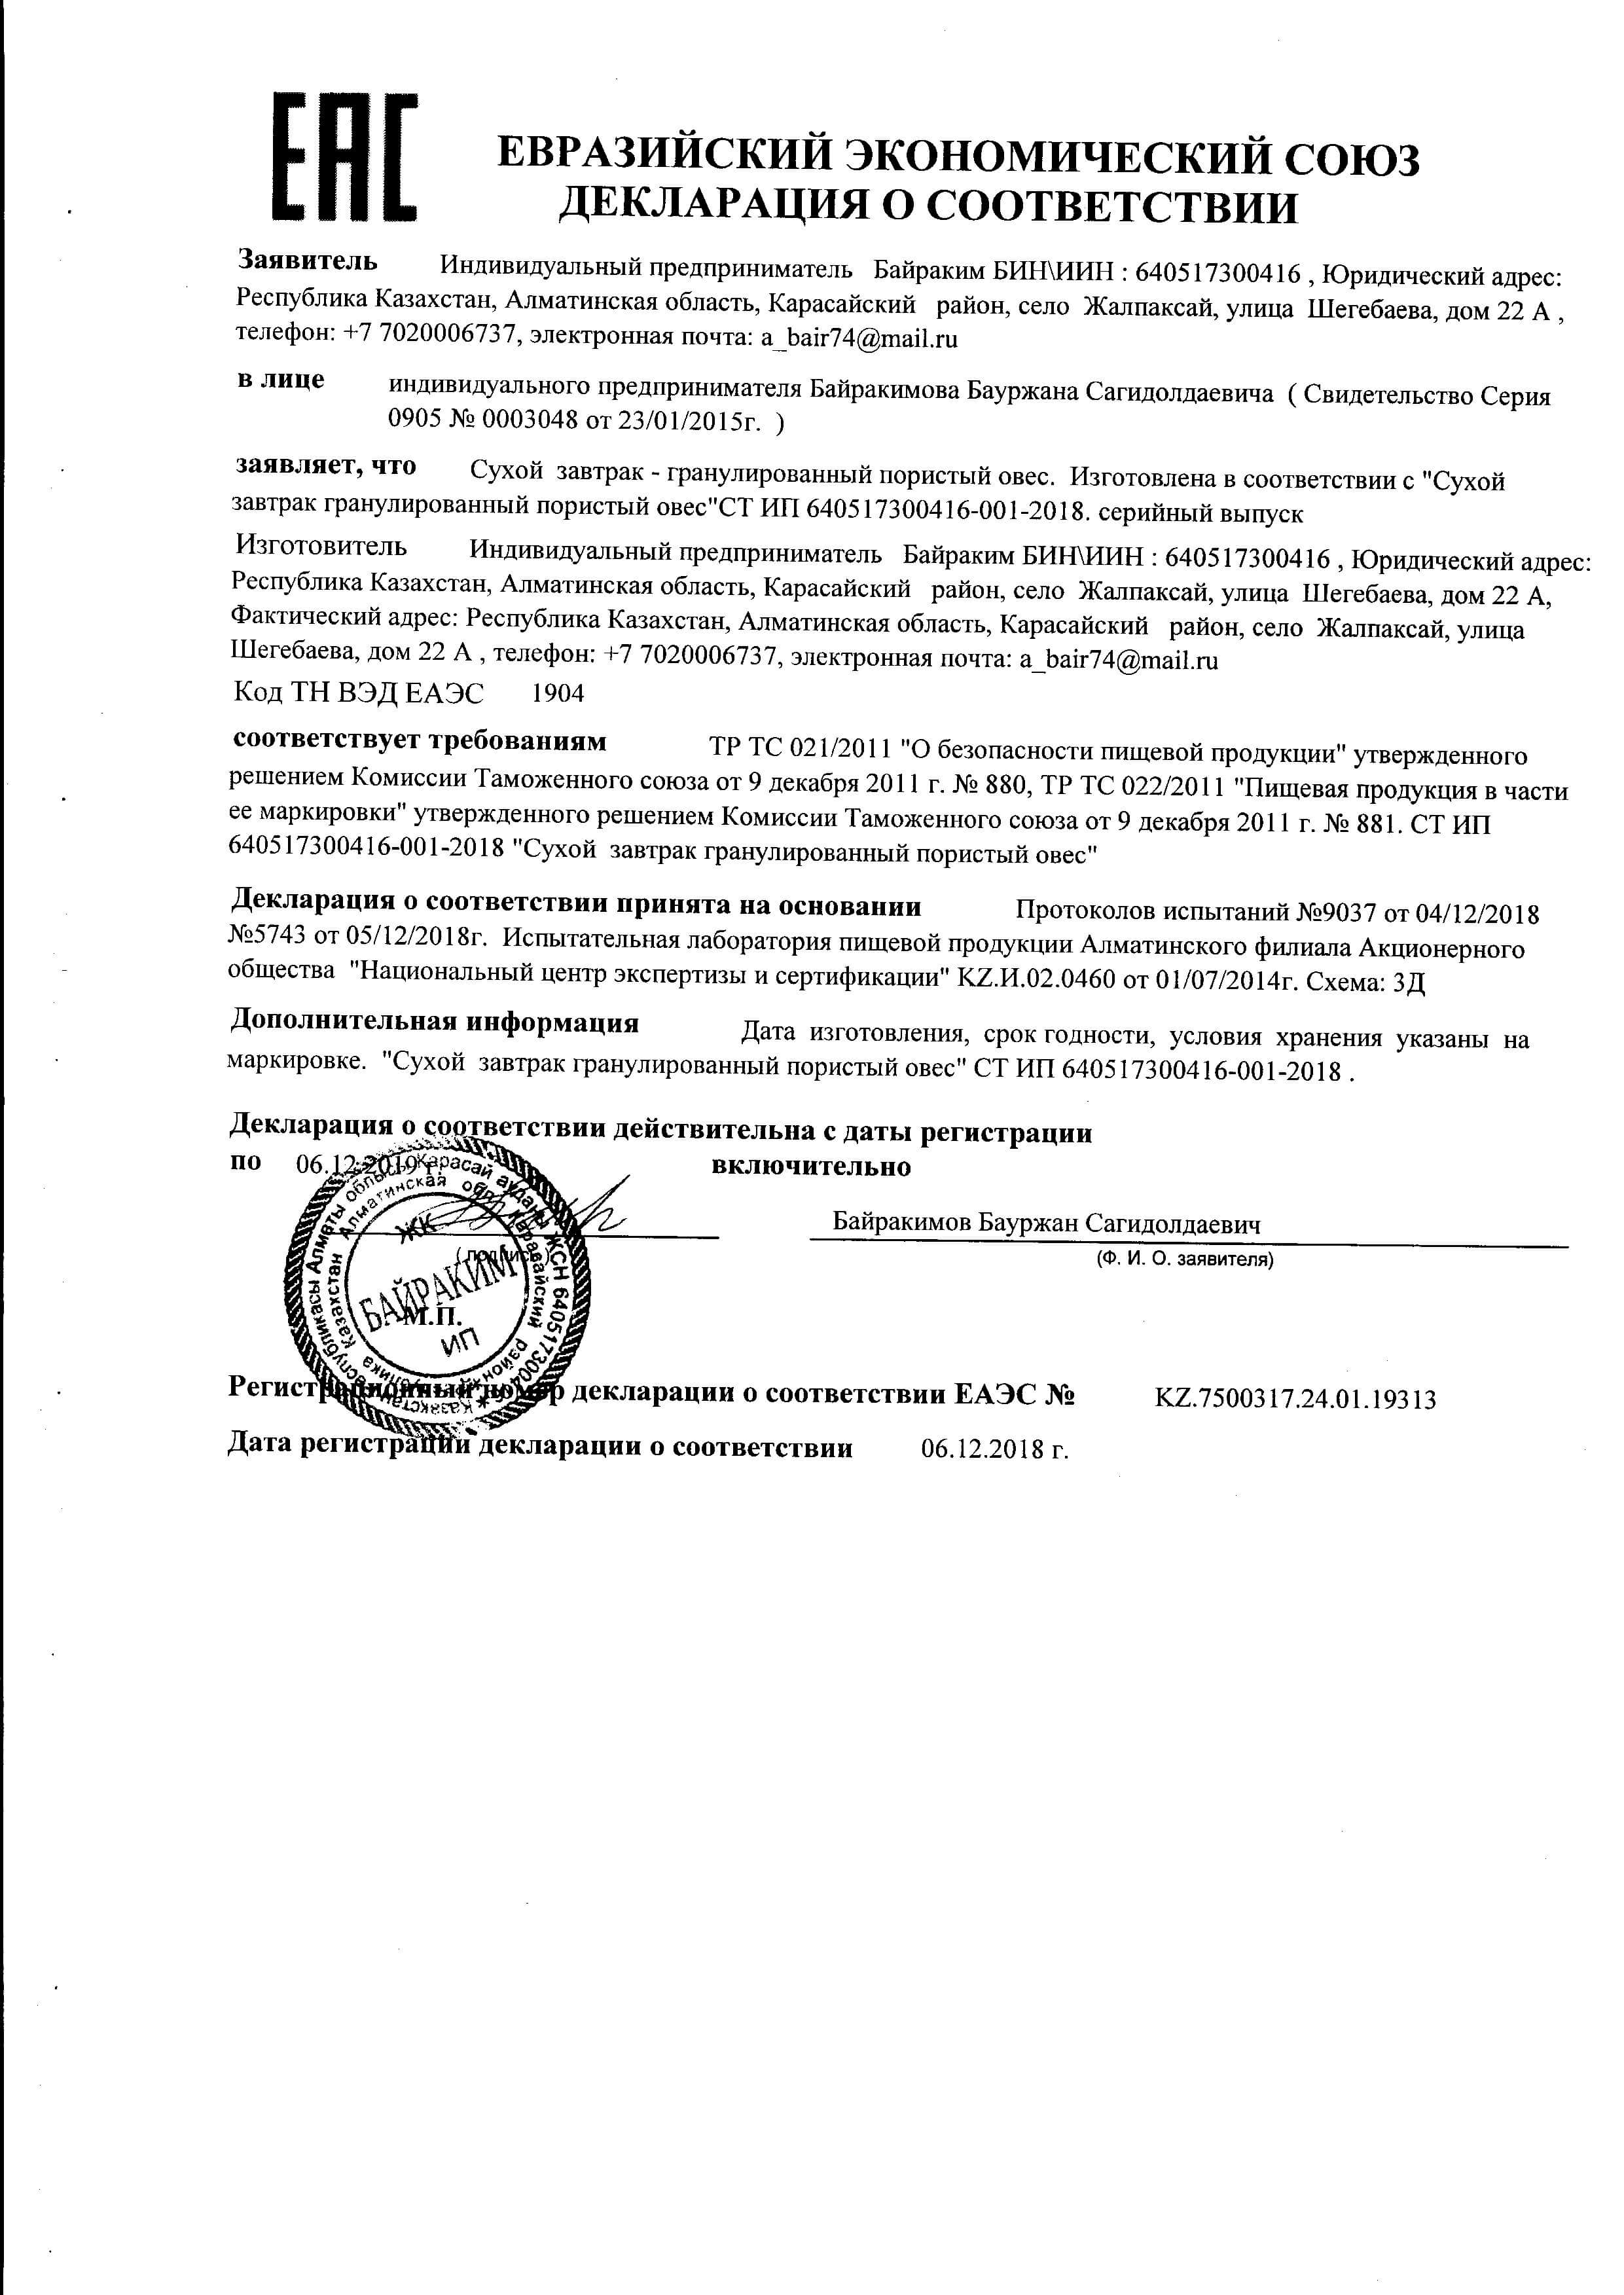 ЕАС
ЕВРАЗИЙСКИЙ ЭКОНОМИЧЕСКИЙ СОЮЗ
ДЕКЛАРАЦИЯ О СООТВЕТСТВИИ
Заявитель Индивидуальный предприниматель Байраким БИН\ИИН : 640517300416 , Юридический адрес:
Республика Казахстан, Алматинская область, Карасайский район, село Жалпаксай, улица Шегебаева, дом 22 А ,
телефон: +7 7020006737, электронная почта: a_bair74@mail.ru
в лице индивидуального предпринимателя Байракимова Бауржана Сагидолдаевича ( Свидетельство Серия
0905 № 0003048 от 23/01/2015г. )
заявляет, что Сухой завтрак - гранулированный пористый овес. Изготовлена в соответствии с "Сухой
завтрак гранулированный пористый овес"СТ ИП 640517300416-001-2018. серийный выпуск
Изготовитель Индивидуальный предприниматель Байраким БИН\ИИН : 640517300416 , Юридический адрес:
Республика Казахстан, Алматинская область, Карасайский район, село Жалпаксай, улица Шегебаева, дом 22 А,
Фактический адрес: Республика Казахстан, Алматинская область, Карасайский район, село Жалпаксай, улица
Шегебаева, дом 22 А , телефон: +7 7020006737, электронная почта: a_bair74@mail.ru
Код ТН ВЭД ЕАЭС 1904
соответствует требованиям ТР ТС 021/2011 "О безопасности пищевой продукции" утвержденного
решением Комиссии Таможенного союза от 9 декабря 2011 г. № 880, ТР ТС 022/2011 "Пищевая продукция в части
ее маркировки" утвержденного решением Комиссии Таможенного союза от 9 декабря 2011 г. № 881. СТ ИП
640517300416-001-2018 "Сухой завтрак гранулированный пористый овес"
Декларация о соответствии принята на основании Протоколов испытаний №9037 от 04/12/2018
№5743 от 05/12/2018г. Испытательная лаборатория пищевой продукции Алматинского филиала Акционерного
общества "Национальный центр экспертизы и сертификации" KZ.И.02.0460 от 01/07/2014г. Схема: 3Д
Дополнительная информация Дата изготовления, срок годности, условия хранения указаны на
маркировке. "Сухой завтрак гранулированный пористый овес" СТ ИП 640517300416-001-2018 .
Декларация о соответствии действительна с даты регистрации
по 06.12.2019 г. включительно
Байракимов Бауржан Сагидолдаевич
(подпись) (Ф. И. О. заявителя)
М.П.
Қазақстан Республикасы Алматы облысы Қарасай ауданы ЖСН 640517300416
Республика Казахстан Алматинская обл. Карасайский район
ЖК
БАЙРАКИМ
ИП
Регистрационный номер декларации о соответствии ЕАЭС № KZ.7500317.24.01.19313
Дата регистрации декларации о соответствии 06.12.2018 г.